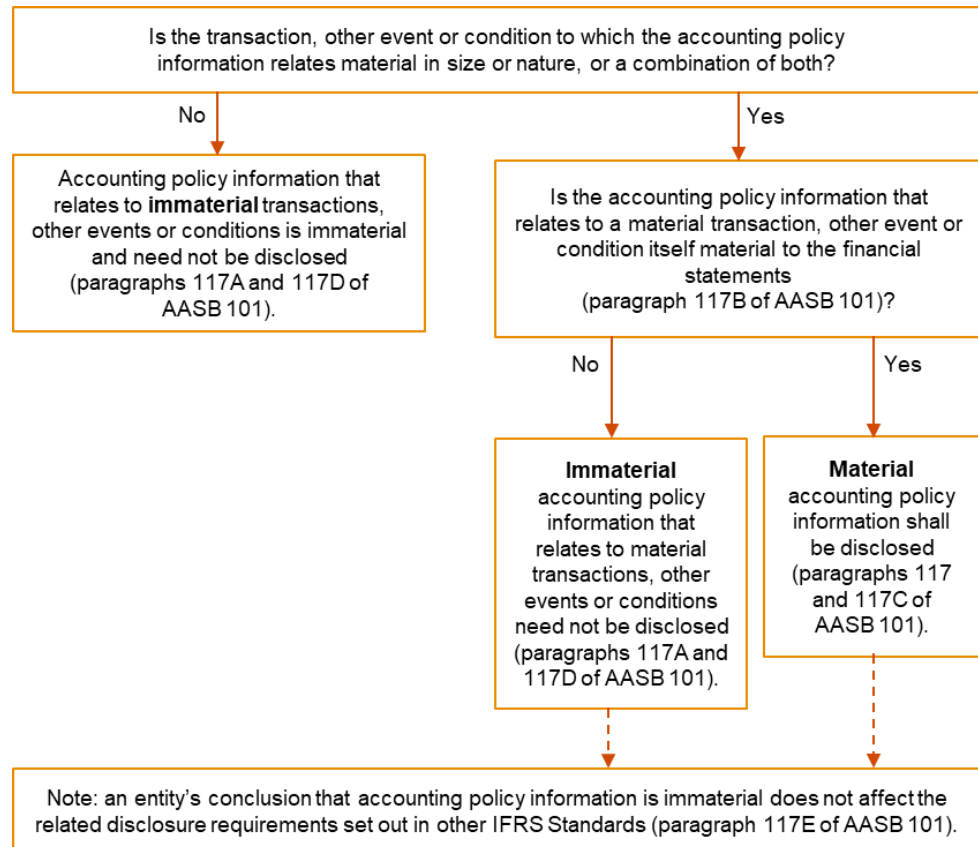 Is the transaction, other event or condition to which the accounting policy
information relates material in size or nature, or a combination of both?
No
Yes
Accounting policy information that
relates to immaterial transactions,
other events or conditions is immaterial
and need not be disclosed
(paragraphs 117A and 117D of
AASB 101).
Is the accounting policy information that
relates to a material transaction, other event or
condition itself material to the financial
statements
(paragraph 117B of AASB 101)?
No
Yes
Immaterial
accounting policy
information that
relates to material
transactions, other
events or conditions
need not be disclosed
(paragraphs 117A and
117D of AASB 101).
Material
accounting policy
information shall
be disclosed
(paragraphs 117
and 117C of
AASB 101).
Note: an entity's conclusion that accounting policy information is immaterial does not affect the
related disclosure requirements set out in other IFRS Standards (paragraph 117E of AASB 101).